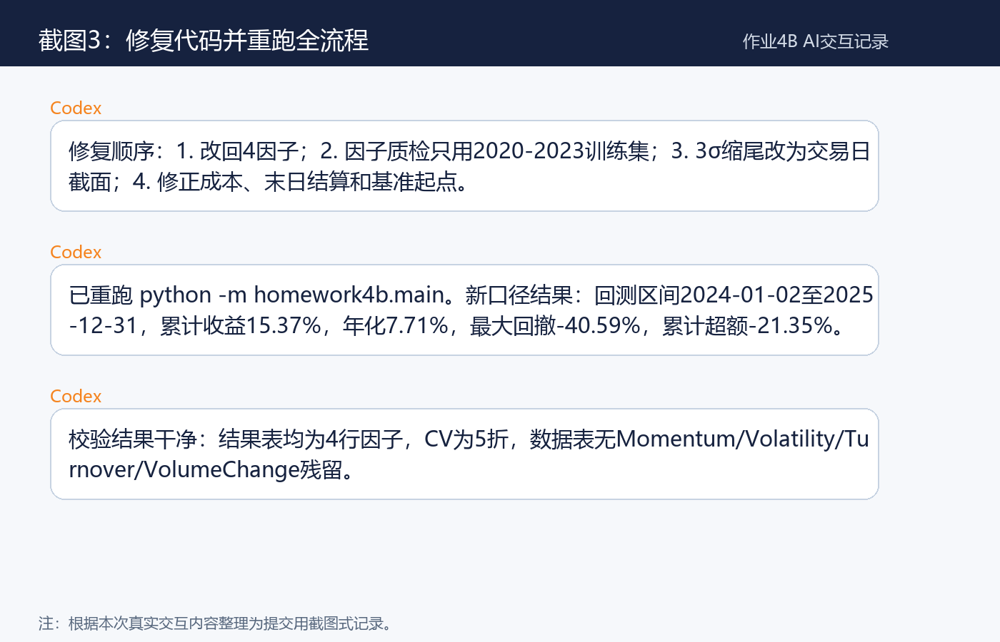 截图3：修复代码并重跑全流程
作业4B AI交互记录
Codex
修复顺序：1. 改回4因子；2. 因子质检只用2020-2023训练集；3. 3σ缩尾改为交易日
截面；4. 修正成本、末日结算和基准起点。
Codex
已重跑 python -m homework4b.main。新口径结果：回测区间2024-01-02至2025
-12-31，累计收益15.37%，年化7.71%，最大回撤-40.59%，累计超额-21.35%。
Codex
校验结果干净：结果表均为4行因子，CV为5折，数据表无Momentum/Volatility/Tu
rnover/VolumeChange残留。
注：根据本次真实交互内容整理为提交用截图式记录。